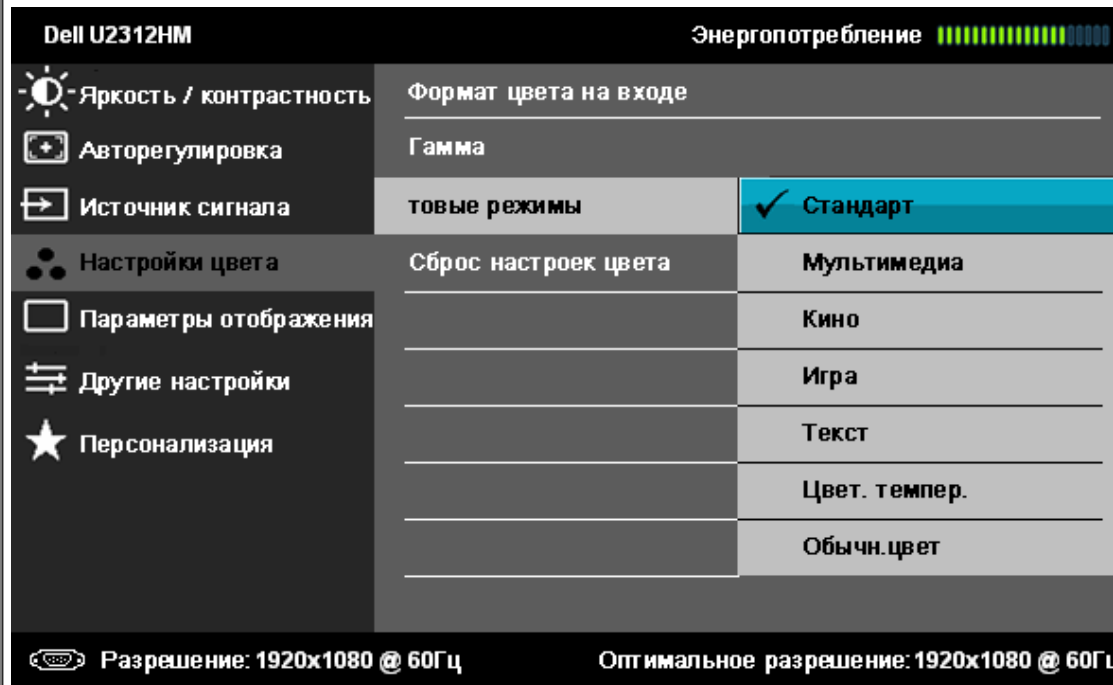 Dell U2312HM Энергопотребление
Яркость / контрастность Формат цвета на входе
Авторегулировка Гамма
Источник сигнала товые режимы Стандарт
Настройки цвета Сброс настроек цвета Мультимедиа
Параметры отображения Кино
Другие настройки Игра
Персонализация Текст
Цвет. темпер.
Обычн.цвет
Разрешение: 1920x1080 @ 60Гц Оптимальное разрешение: 1920x1080 @ 60Гц